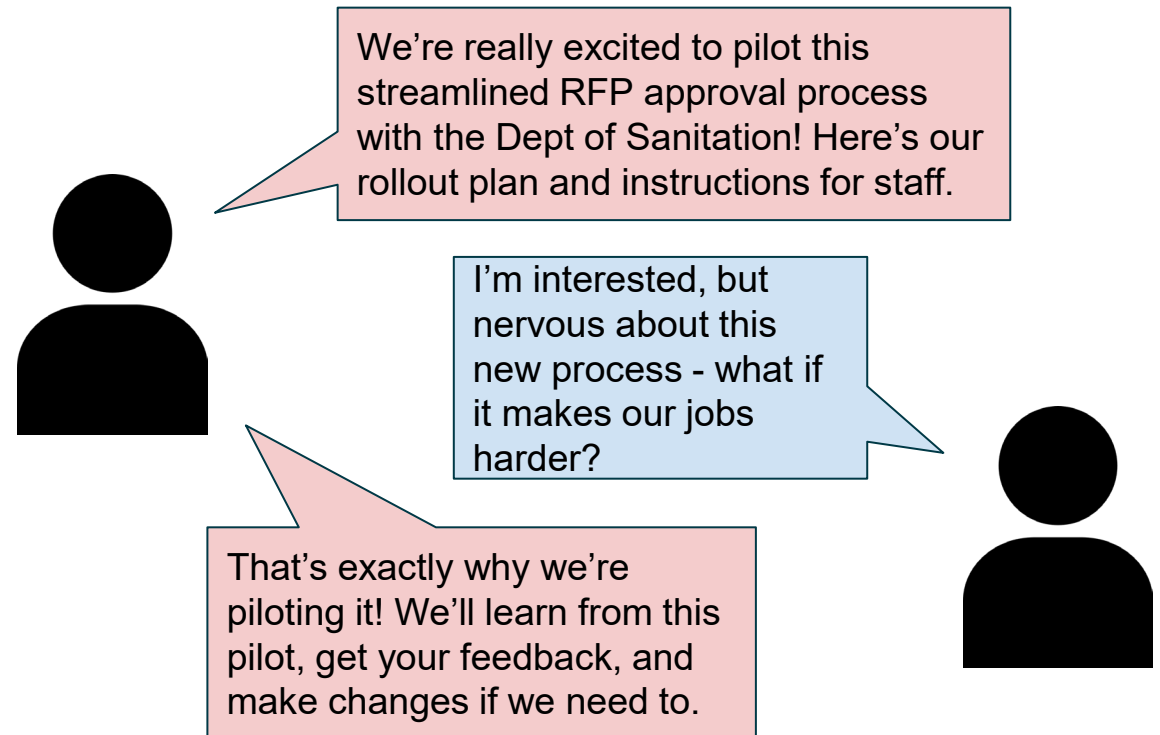 We’re really excited to pilot this
streamlined RFP approval process
with the Dept of Sanitation! Here’s our
rollout plan and instructions for staff.
I’m interested, but
nervous about this
new process - what if
it makes our jobs
harder?
That’s exactly why we’re
piloting it! We’ll learn from this
pilot, get your feedback, and
make changes if we need to.